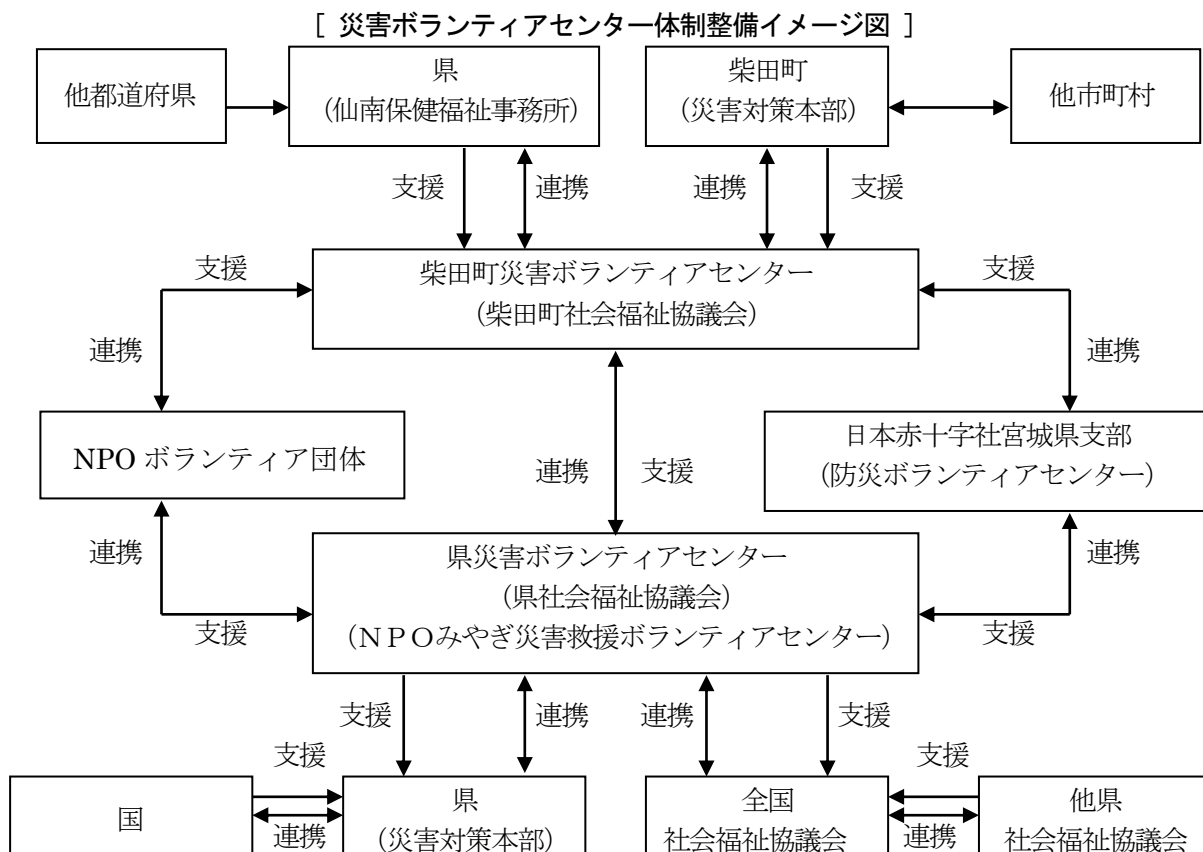 [ 災害ボランティアセンター体制整備イメージ図 ]
他都道府県
県
(仙南保健福祉事務所)
柴田町
(災害対策本部)
他市町村
支援
連携
連携
支援
柴田町災害ボランティアセンター
(柴田町社会福祉協議会)
支援
支援
連携
連携
NPO ボランティア団体
日本赤十字社宮城県支部
(防災ボランティアセンター)
連携
支援
連携
連携
県災害ボランティアセンター
(県社会福祉協議会)
(NPOみやぎ災害救援ボランティアセンター)
支援
支援
支援
連携
連携
支援
支援
支援
国
連携
県
(災害対策本部)
全国
社会福祉協議会
連携
他県
社会福祉協議会